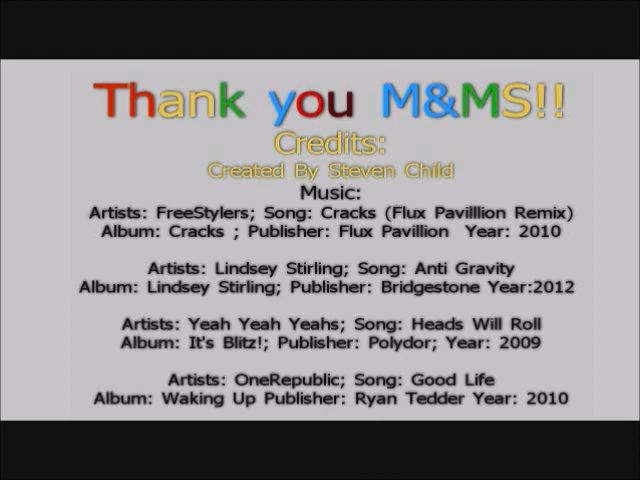 Thank you M&MS!!
Credits:
Created By Steven Child
Music:
Artists: FreeStylers; Song: Cracks (Flux Pavilllion Remix)
Album: Cracks ; Publisher: Flux Pavillion Year: 2010
Artists: Lindsey Stirling; Song: Anti Gravity
Album: Lindsey Stirling; Publisher: Bridgestone Year:2012
Artists: Yeah Yeah Yeahs; Song: Heads Will Roll
Album: It's Blitz!; Publisher: Polydor; Year: 2009
Artists: OneRepublic; Song: Good Life
Album: Waking Up Publisher: Ryan Tedder Year: 2010